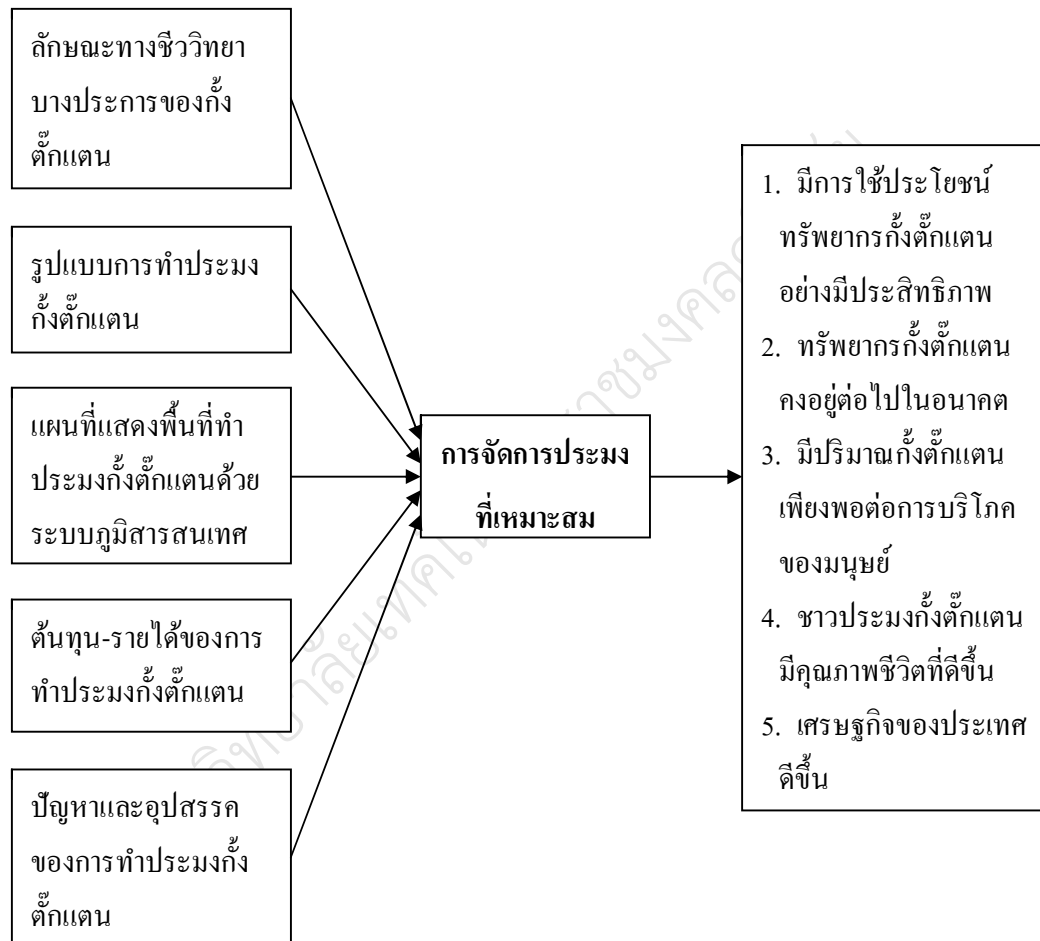 ลักษณะทางชีววิทยา
บางประการของกั้ง
ตั๊กแตน
รูปแบบการทำประมง
กั้งตั๊กแตน
แผนที่แสดงพื้นที่ทำ
ประมงกั้งตั๊กแตนด้วย
ระบบภูมิสารสนเทศ
ต้นทุน-รายได้ของการ
ทำประมงกั้งตั๊กแตน
ปัญหาและอุปสรรค
ของการทำประมงกั้ง
ตั๊กแตน
การจัดการประมง
ที่เหมาะสม
1. มีการใช้ประโยชน์
ทรัพยากรกั้งตั๊กแตน
อย่างมีประสิทธิภาพ
2. ทรัพยากรกั้งตั๊กแตน
คงอยู่ต่อไปในอนาคต
3. มีปริมาณกั้งตั๊กแตน
เพียงพอต่อการบริโภค
ของมนุษย์
4. ชาวประมงกั้งตั๊กแตน
มีคุณภาพชีวิตที่ดีขึ้น
5. เศรษฐกิจของประเทศ
ดีขึ้น